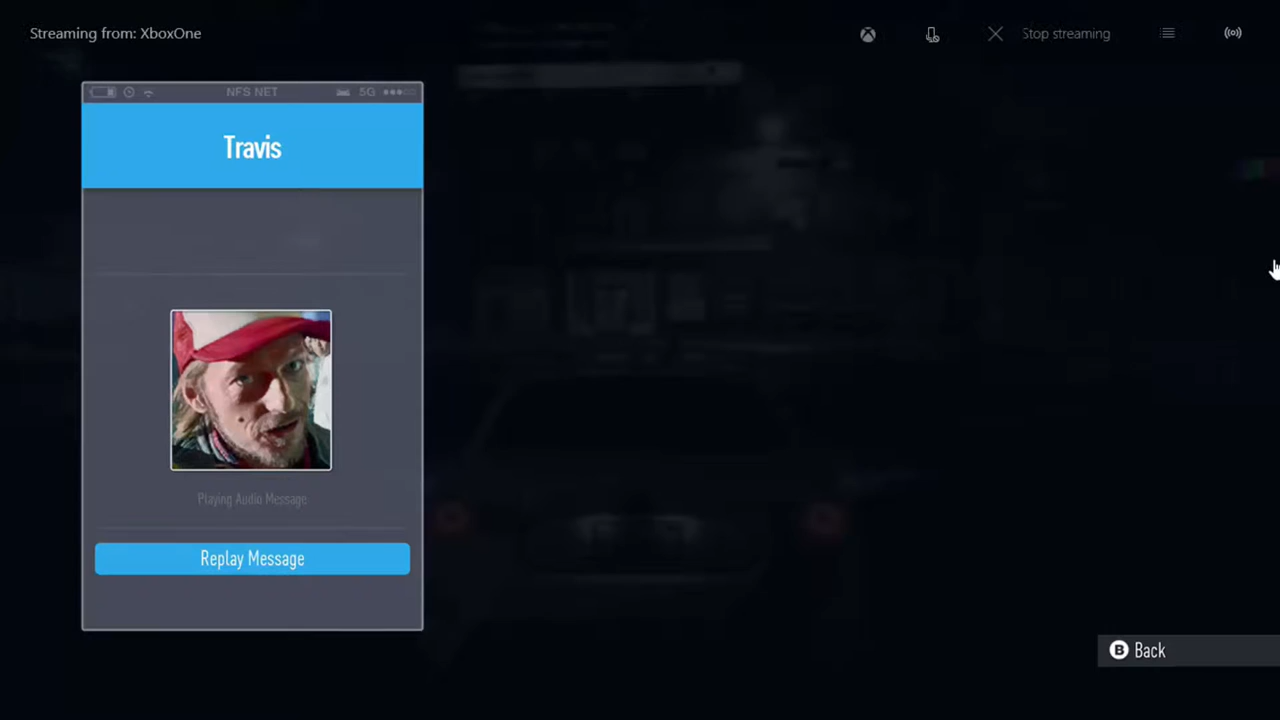 Streaming from: XboxOne
Stop streaming
NFS NET
5G
Travis
Playing Audio Message
Replay Message
B Back